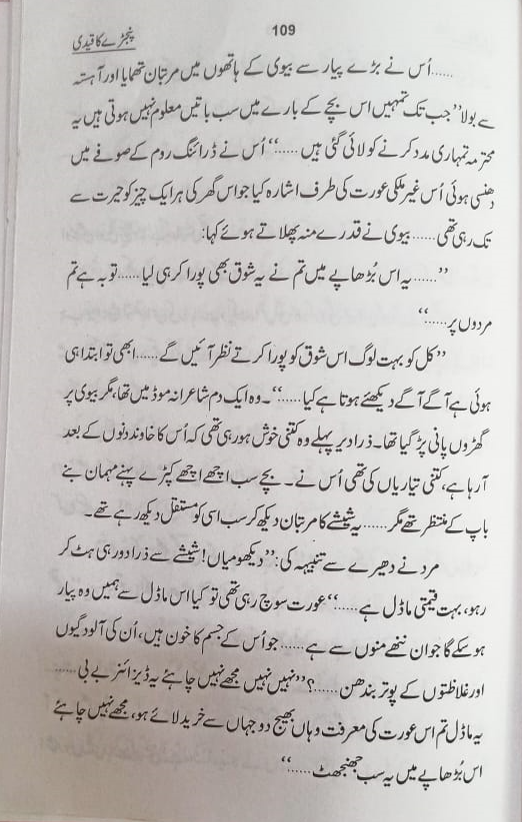 109
پنجڑے کا قیدی
......اُس نے بڑے پیار سے بیوی کے ہاتھوں میں مرتبان تھمایا اور آہستہ
سے بولا ”جب تک تمہیں اس بچے کے بارے میں سب باتیں معلوم نہیں ہوتی ہیں یہ
محترمہ تمہاری مدد کرنے کو لائی گئی ہیں......“ اُس نے ڈرائنگ روم کے صوفے میں
دھنسی ہوئی اُس غیر ملکی عورت کی طرف اشارہ کیا جو اس گھر کی ہر ایک چیز کو حیرت سے
تک رہی تھی...... بیوی نے قدرے منہ پھلاتے ہوئے کہا:
”......یہ اس بُڑھاپے میں تم نے یہ شوق بھی پورا کر ہی لیا......توبہ ہے تم
مردوں پر......“
”کل کو بہت لوگ اس شوق کو پورا کرتے نظر آئیں گے......ابھی تو ابتدا ہی
ہوئی ہے آگے آگے دیکھئے ہوتا ہے کیا......“۔ وہ ایک دم شاعرانہ موڈ میں تھا، مگر بیوی پر
گھڑوں پانی پڑ گیا تھا۔ ذرا دیر پہلے وہ کتنی خوش ہو رہی تھی کہ اُس کا خاوند دنوں کے بعد
آ رہا ہے، کتنی تیاریاں کی تھی اُس نے۔ بچے سب اچھے اچھے کپڑے پہنے مہمان بنے
باپ کے منتظر تھے مگر...... یہ شیشے کا مرتبان دیکھ کر سب اسی کو مستقل دیکھ رہے تھے۔
مرد نے دھیرے سے تنبیہہ کی: ”دیکھو میاں! شیشے سے ذرا دور ہی ہٹ کر
رہو، بہت قیمتی ماڈل ہے......“ عورت سوچ رہی تھی تو کیا اس ماڈل سے ہمیں وہ پیار
ہو سکے گا جو ان ننھے منوں سے ہے...... جو اُس کے جسم کا خون ہیں، اُن کی آلودگیوں
اور غلاظتوں کے پوتر بندھن......؟ ”نہیں نہیں مجھے نہیں چاہئے یہ ڈیزائنر بے بی......
یہ ماڈل تم اس عورت کی معرفت وہاں بھیج دو جہاں سے خرید لائے ہو، مجھے نہیں چاہئے
اس بُڑھاپے میں یہ سب جھنجھٹ......“